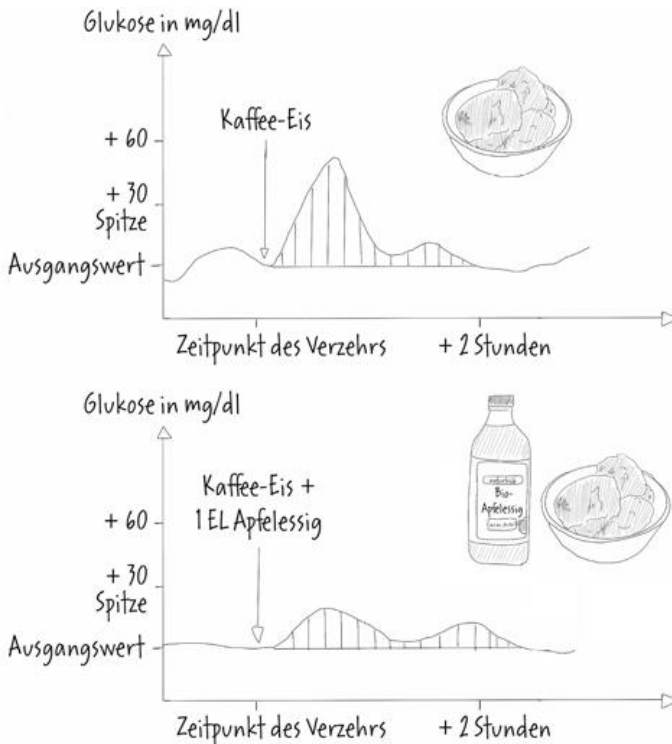 Glukose in mg/dl
Kaffee-Eis
+ 60
+ 30
Spitze
Ausgangswert
Zeitpunkt des Verzehrs
+ 2 Stunden
Glukose in mg/dl
Kaffee-Eis +
1 EL Apfelessig
naturtrüb
Bio-
Apfelessig
+ 60
+ 30
Spitze
Ausgangswert
Zeitpunkt des Verzehrs
+ 2 Stunden